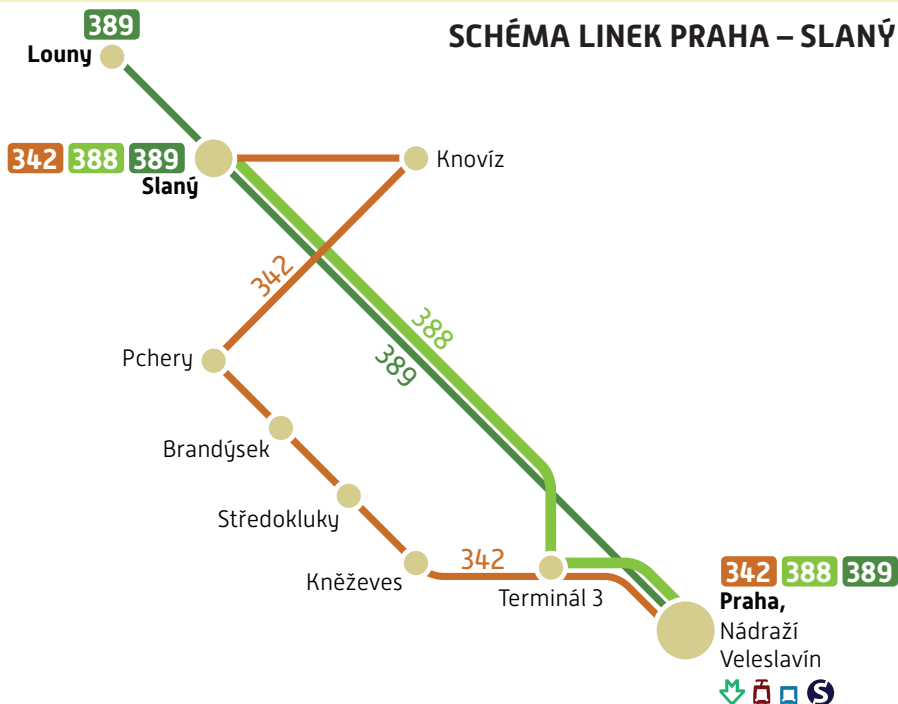 SCHÉMA LINEK PRAHA – SLANÝ
389
Louny
342 388 389
Slaný
Knovíz
342
388
389
Pchery
Brandýsek
Středokluky
Kněževes
342
Terminál 3
342 388 389
Praha,
Nádraží
Veleslavín
S